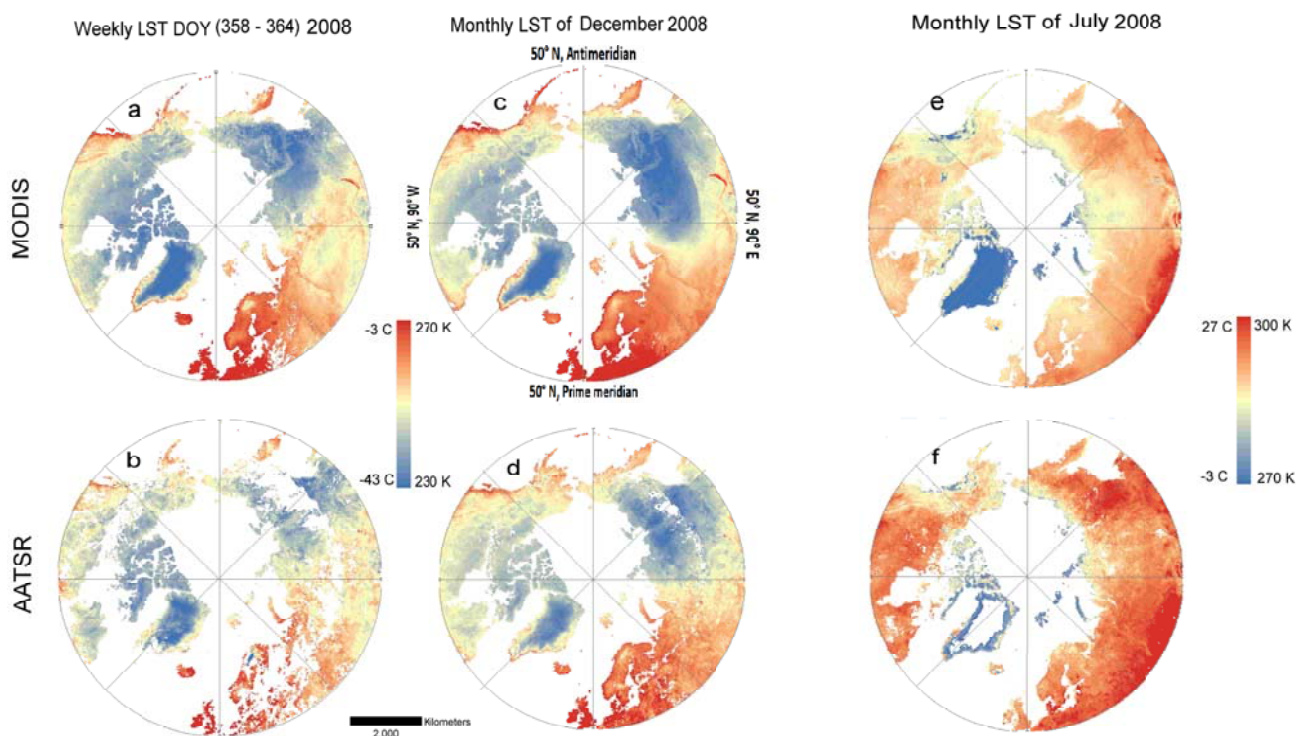 Weekly LST DOY (358 - 364) 2008
Monthly LST of December 2008
Monthly LST of July 2008
50° N, Antimeridian
a
c
e
MODIS
50° N, 90° W
50° N, 90° E
-3 C
270 K
27 C
300 K
50° N, Prime meridian
b
d
f
-43 C
230 K
-3 C
270 K
AATSR
Kilometers
2,000